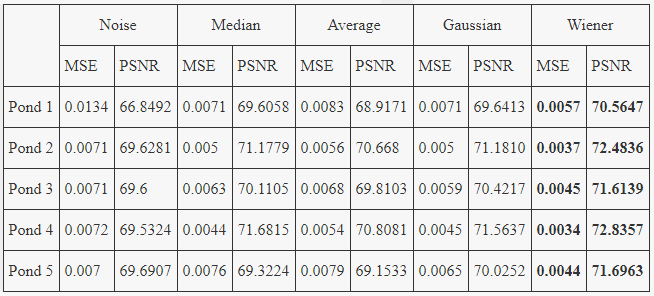 Noise Median Average Gaussian Wiener
MSE PSNR MSE PSNR MSE PSNR MSE PSNR MSE PSNR
Pond 1 0.0134 66.8492 0.0071 69.6058 0.0083 68.9171 0.0071 69.6413 0.0057 70.5647
Pond 2 0.0071 69.6281 0.005 71.1779 0.0056 70.668 0.005 71.1810 0.0037 72.4836
Pond 3 0.0071 69.6 0.0063 70.1105 0.0068 69.8103 0.0059 70.4217 0.0045 71.6139
Pond 4 0.0072 69.5324 0.0044 71.6815 0.0054 70.8081 0.0045 71.5637 0.0034 72.8357
Pond 5 0.007 69.6907 0.0076 69.3224 0.0079 69.1533 0.0065 70.0252 0.0044 71.6963